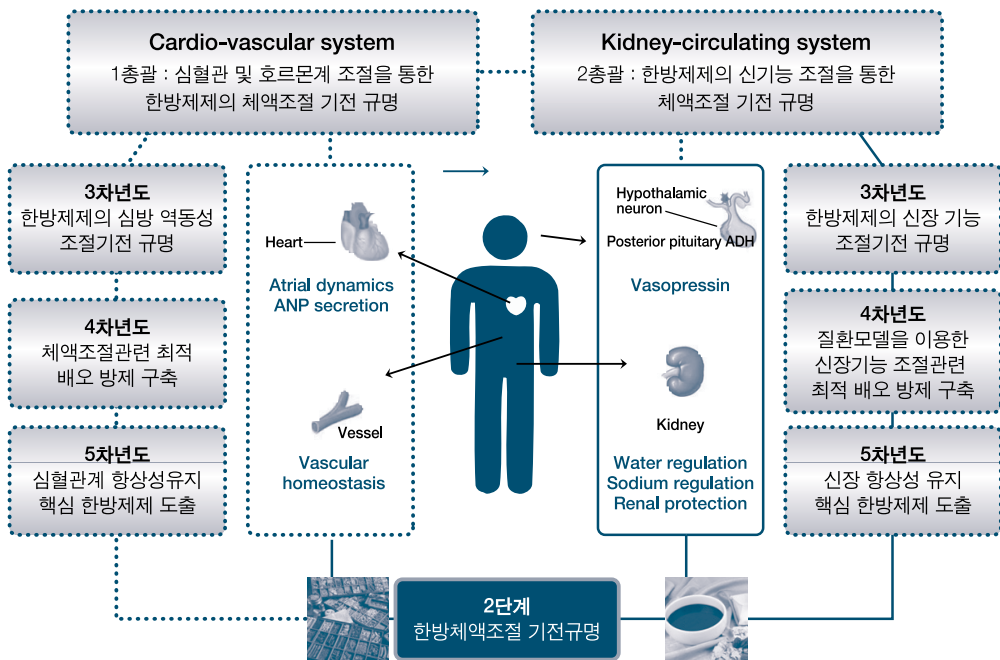 Cardio-vascular system
1총괄 : 심혈관 및 호르몬계 조절을 통한
한방제제의 체액조절 기전 규명
Kidney-circulating system
2총괄 : 한방제제의 신기능 조절을 통한
체액조절 기전 규명
3차년도
한방제제의 심방 역동성
조절기전 규명
4차년도
체액조절관련 최적
배오 방제 구축
5차년도
심혈관계 항상성유지
핵심 한방제제 도출
Heart
Atrial dynamics
ANP secretion
Vessel
Vascular
homeostasis
Hypothalamic
neuron
Posterior pituitary ADH
Vasopressin
Kidney
Water regulation
Sodium regulation
Renal protection
3차년도
한방제제의 신장 기능
조절기전 규명
4차년도
질환모델을 이용한
신장기능 조절관련
최적 배오 방제 구축
5차년도
신장 항상성 유지
핵심 한방제제 도출
2단계
한방체액조절 기전규명